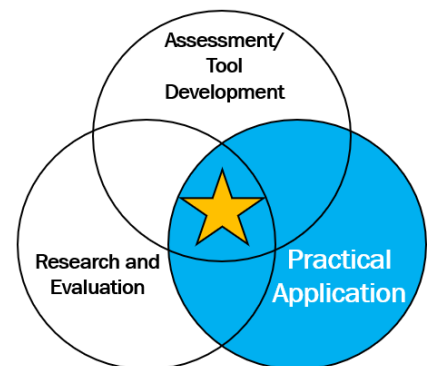 Assessment/
Tool
Development
Research and
Evaluation
Practical
Application